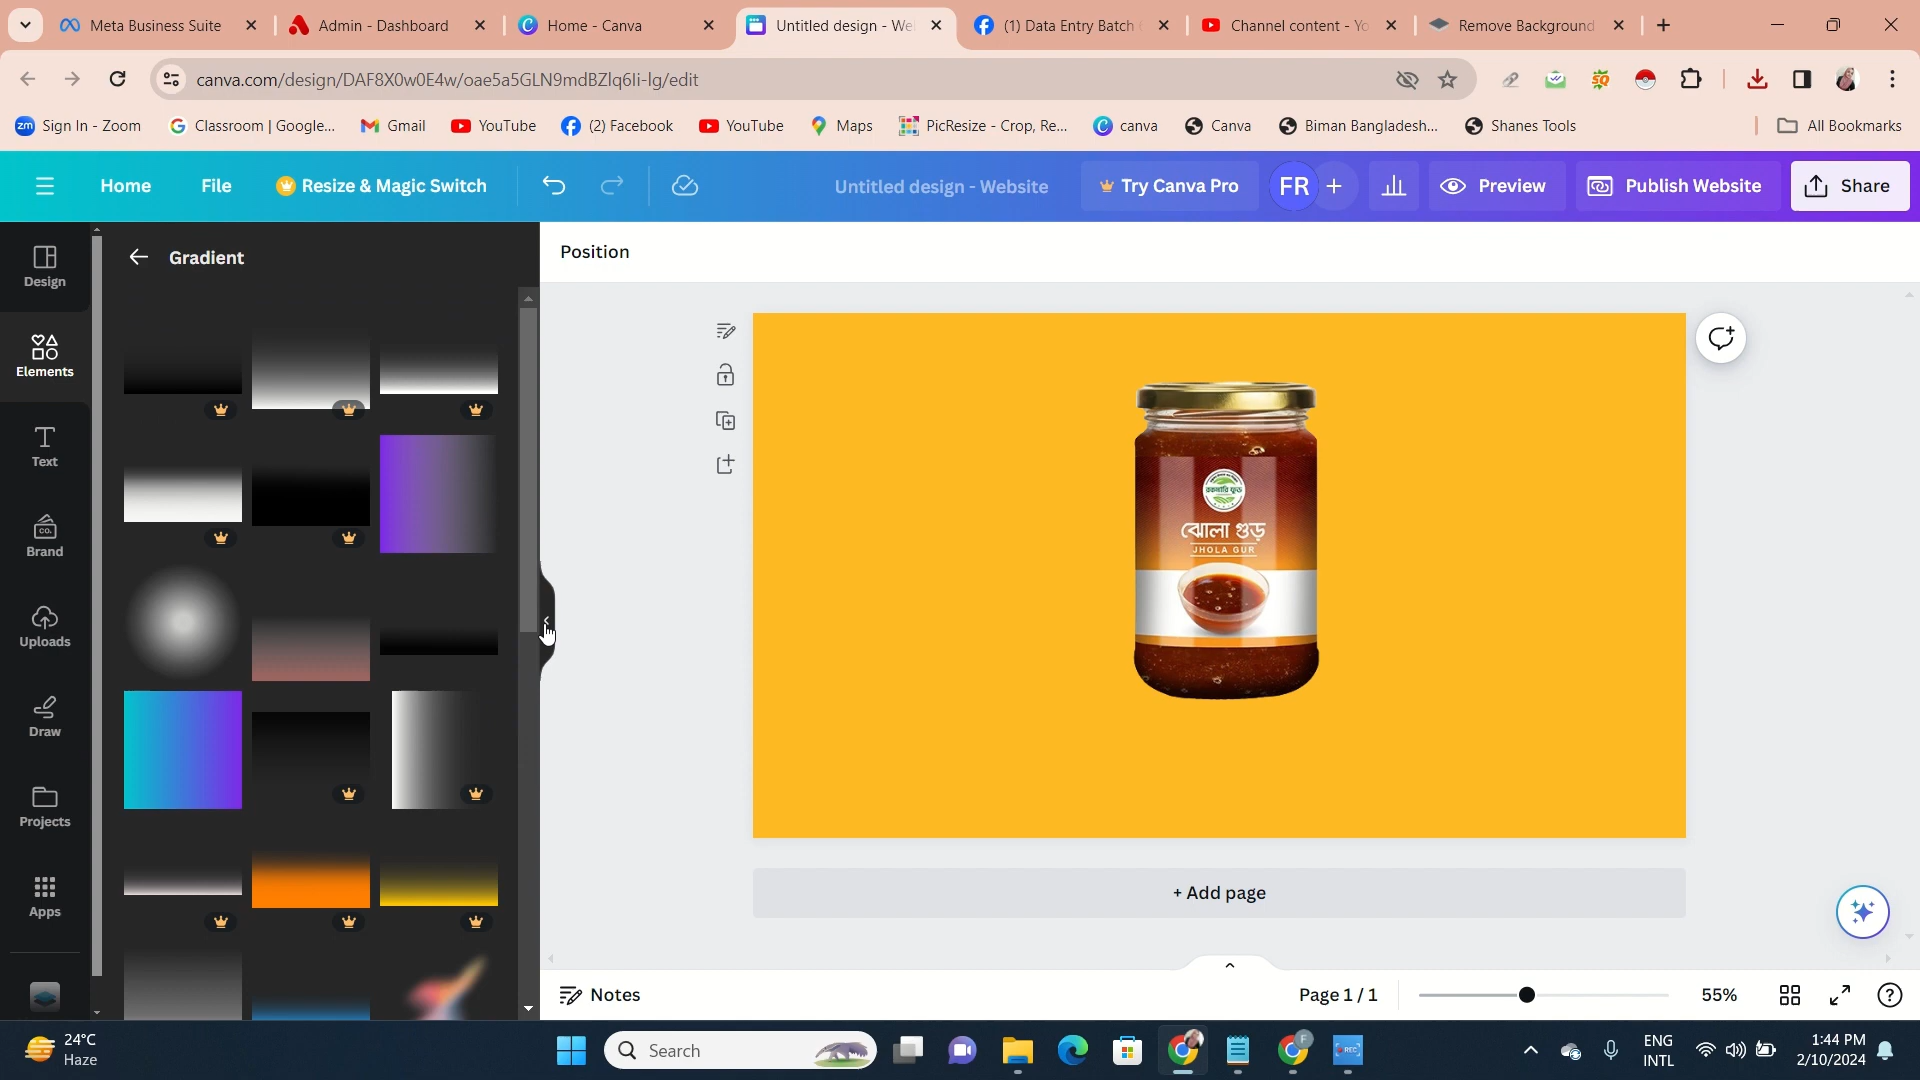 Meta Business Suite
Admin - Dashboard
Home - Canva
Untitled design - We
(1) Data Entry Batch
Channel content - Yo
Remove Background
canva.com/design/DAF8X0w0E4w/oae5a5GLN9mdBZlq6li-lg/edit
Sign In - Zoom
Classroom | Google...
Gmail
YouTube
(2) Facebook
YouTube
Maps
PicResize - Crop, Re...
canva
Canva
Biman Bangladesh...
Shanes Tools
All Bookmarks
Home
File
Resize & Magic Switch
Untitled design - Website
Try Canva Pro
FR
+
Preview
Publish Website
Share
Design
Elements
Text
Brand
Uploads
Draw
Projects
Apps
Gradient
Position
ঝোলা গুড়
JHOLA GUR
+ Add page
Notes
Page 1 / 1
55%
24°C
Haze
Search
ENG
INTL
1:44 PM
2/10/2024